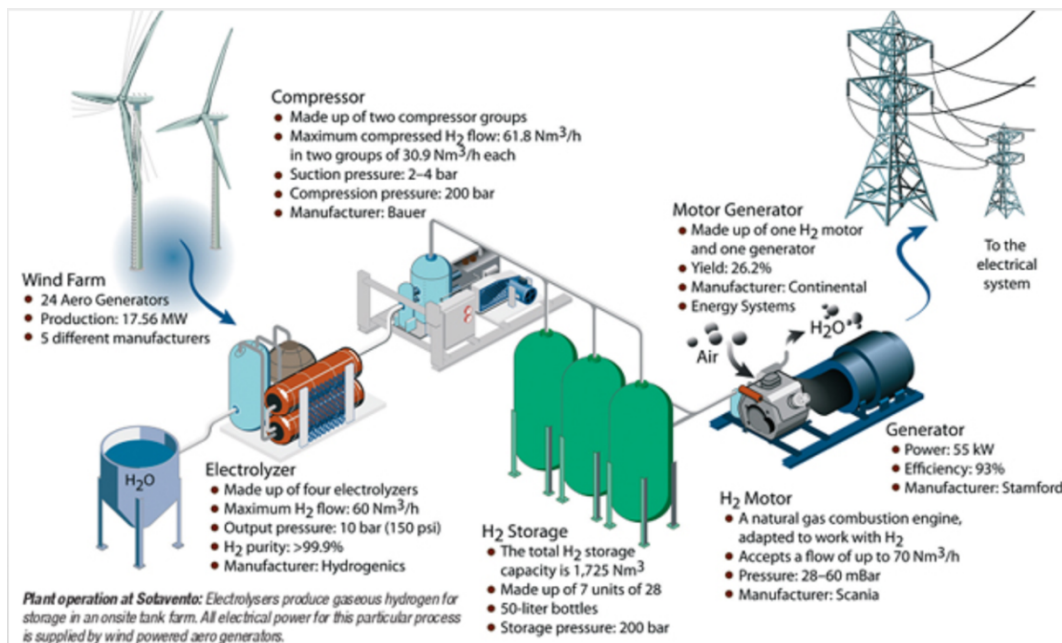 Compressor
• Made up of two compressor groups
• Maximum compressed H2 flow: 61.8 Nm3/h
in two groups of 30.9 Nm3/h each
• Suction pressure: 2–4 bar
• Compression pressure: 200 bar
• Manufacturer: Bauer
Motor Generator
• Made up of one H2 motor
and one generator
• Yield: 26.2%
• Manufacturer: Continental
• Energy Systems
To the
electrical
system
Wind Farm
• 24 Aero Generators
• Production: 17.56 MW
• 5 different manufacturers
Air
H2O
H2O
Electrolyzer
• Made up of four electrolyzers
• Maximum H2 flow: 60 Nm3/h
• Output pressure: 10 bar (150 psi)
• H2 purity: >99.9%
• Manufacturer: Hydrogenics
H2 Storage
• The total H2 storage
capacity is 1,725 Nm3
• Made up of 7 units of 28
• 50-liter bottles
• Storage pressure: 200 bar
Generator
• Power: 55 kW
• Efficiency: 93%
• Manufacturer: Stamford
H2 Motor
• A natural gas combustion engine,
adapted to work with H2
• Accepts a flow of up to 70 Nm3/h
• Pressure: 28–60 mBar
• Manufacturer: Scania
Plant operation at Sotavento: Electrolysers produce gaseous hydrogen for
storage in an onsite tank farm. All electrical power for this particular process
is supplied by wind powered aero generators.